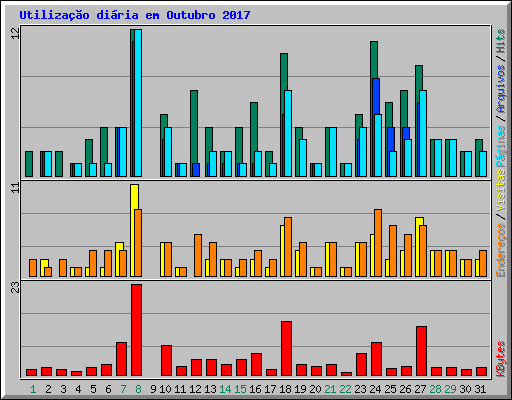 Utilização diária em Outubro 2017
12
11
23
Hits / Arquivos / Páginas
Visitas / Endereços
KBytes
1 2 3 4 5 6 7 8 9 10 11 12 13 14 15 16 17 18 19 20 21 22 23 24 25 26 27 28 29 30 31